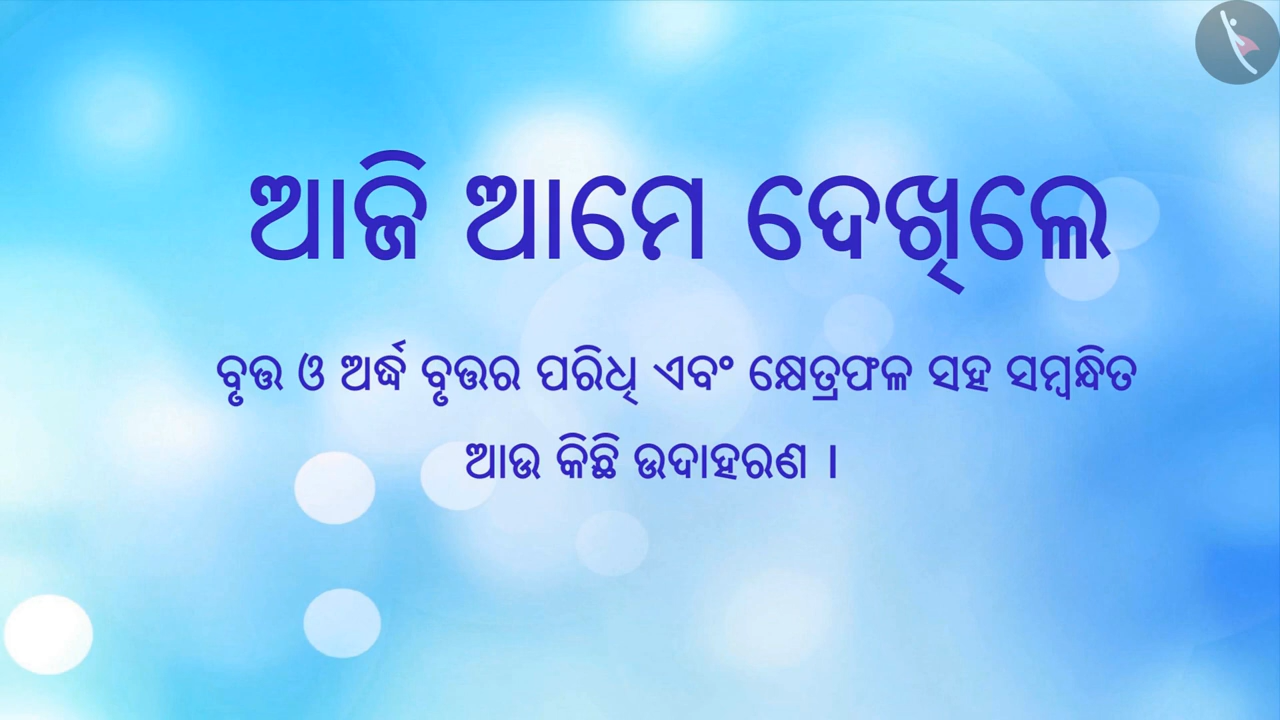 ଆଜି ଆମେ ଦେଖିଲେ
ବୃତ୍ତ ଓ ଅର୍ଦ୍ଧ ବୃତ୍ତର ପରିଧି ଏବଂ କ୍ଷେତ୍ରଫଳ ସହ ସମ୍ବନ୍ଧିତ
ଆଉ କିଛି ଉଦାହରଣ ।